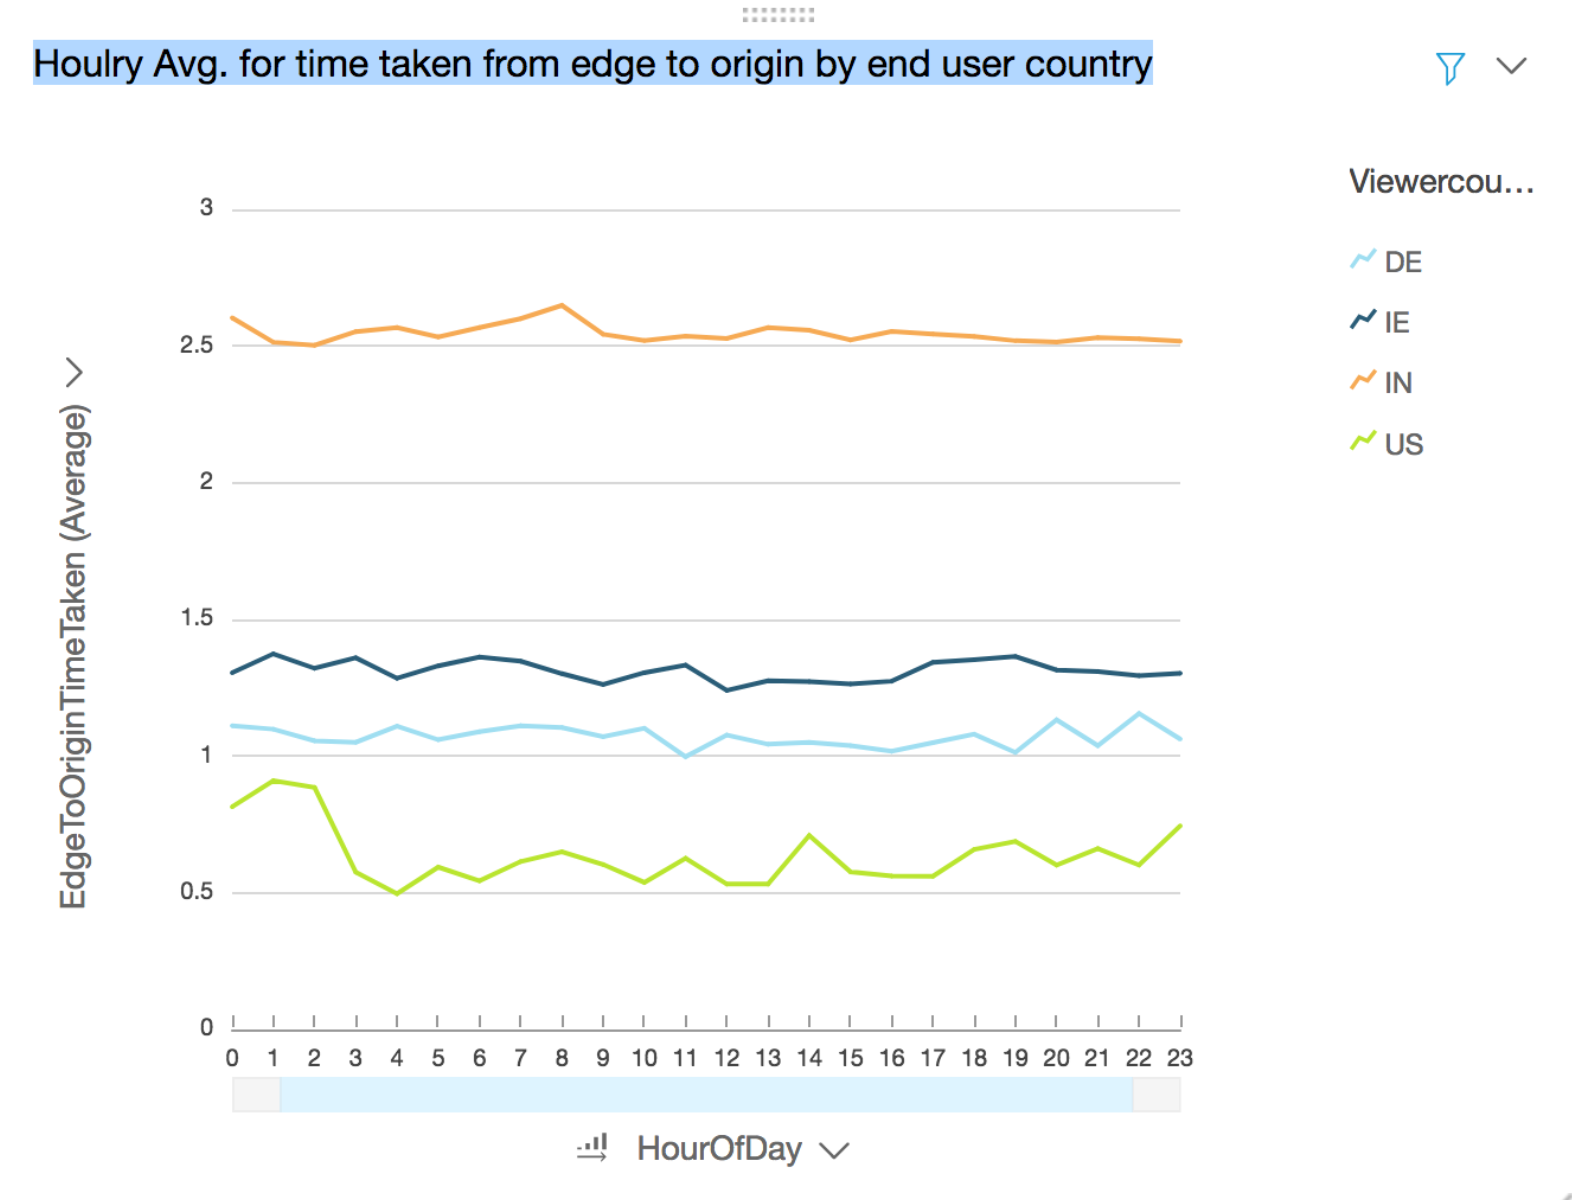 Houlry Avg. for time taken from edge to origin by end user country
Viewercou...
DE
IE
IN
US
EdgeToOriginTimeTaken (Average)
3
2.5
2
1.5
1
0.5
0
0 1 2 3 4 5 6 7 8 9 10 11 12 13 14 15 16 17 18 19 20 21 22 23
HourOfDay